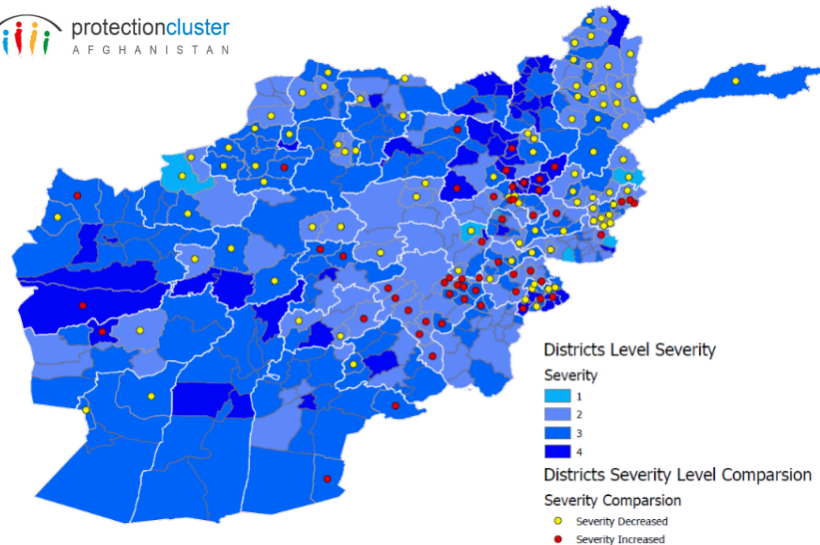 protectioncluster
AFGHANISTAN
Districts Level Severity
Severity
1
2
3
4
Districts Severity Level Comparsion
Severity Comparsion
Severity Decreased
Severity Increased